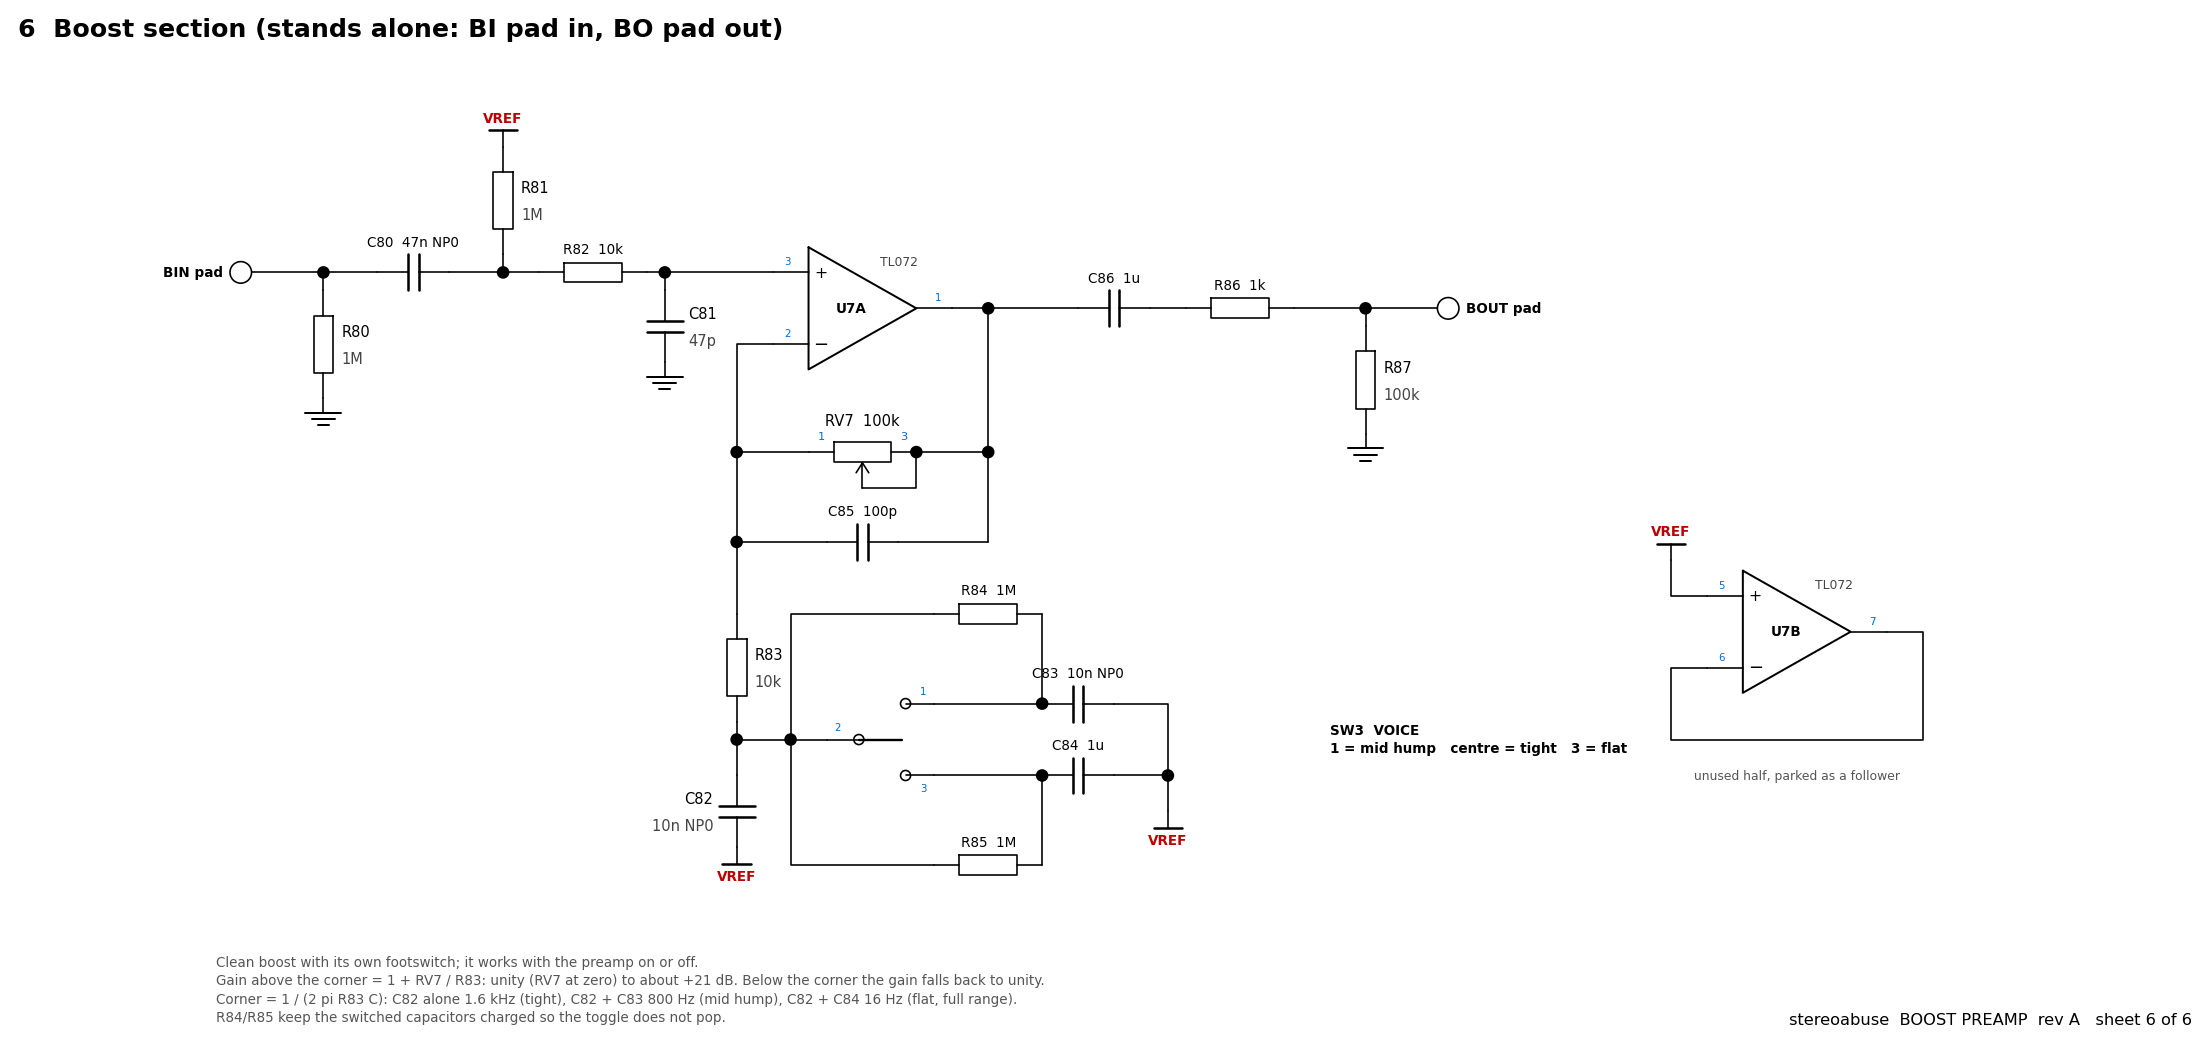 6  Boost section (stands alone: BI pad in, BO pad out)
VREF
R81
1M
C80  47n NP0
R82  10k
BIN pad
R80
1M
C81
47p
3
+
TL072
U7A
1
2
−
C86  1u
R86  1k
BOUT pad
R87
100k
RV7  100k
1
3
C85  100p
R84  1M
R83
10k
C83  10n NP0
1
2
C84  1u
3
C82
10n NP0
R85  1M
VREF
VREF
SW3  VOICE
1 = mid hump   centre = tight   3 = flat
VREF
5
+
TL072
U7B
7
6
−
unused half, parked as a follower
Clean boost with its own footswitch; it works with the preamp on or off.
Gain above the corner = 1 + RV7 / R83: unity (RV7 at zero) to about +21 dB. Below the corner the gain falls back to unity.
Corner = 1 / (2 pi R83 C): C82 alone 1.6 kHz (tight), C82 + C83 800 Hz (mid hump), C82 + C84 16 Hz (flat, full range).
R84/R85 keep the switched capacitors charged so the toggle does not pop.
stereoabuse  BOOST PREAMP  rev A   sheet 6 of 6